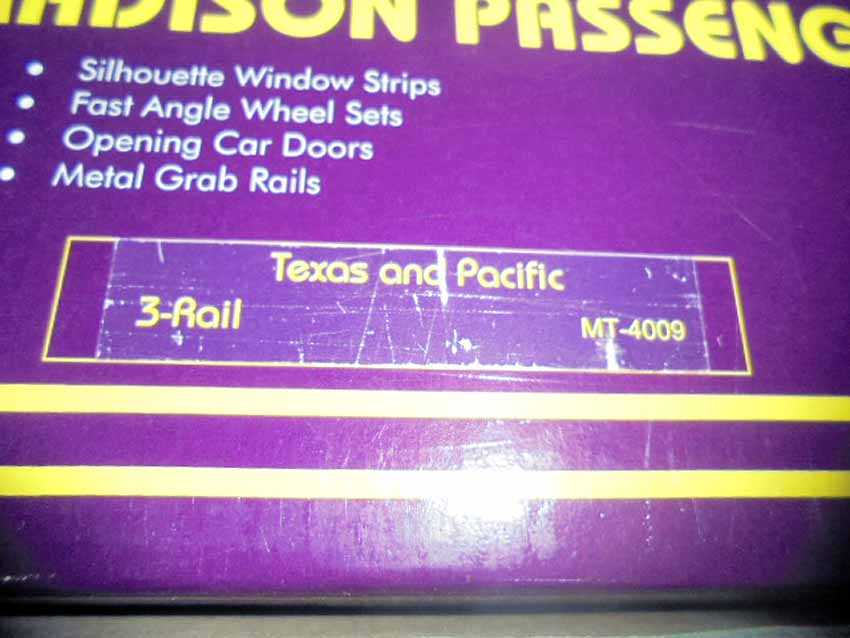 MADISON PASSENG
• Silhouette Window Strips
• Fast Angle Wheel Sets
• Opening Car Doors
• Metal Grab Rails
Texas and Pacific
3-Rail
MT-4009